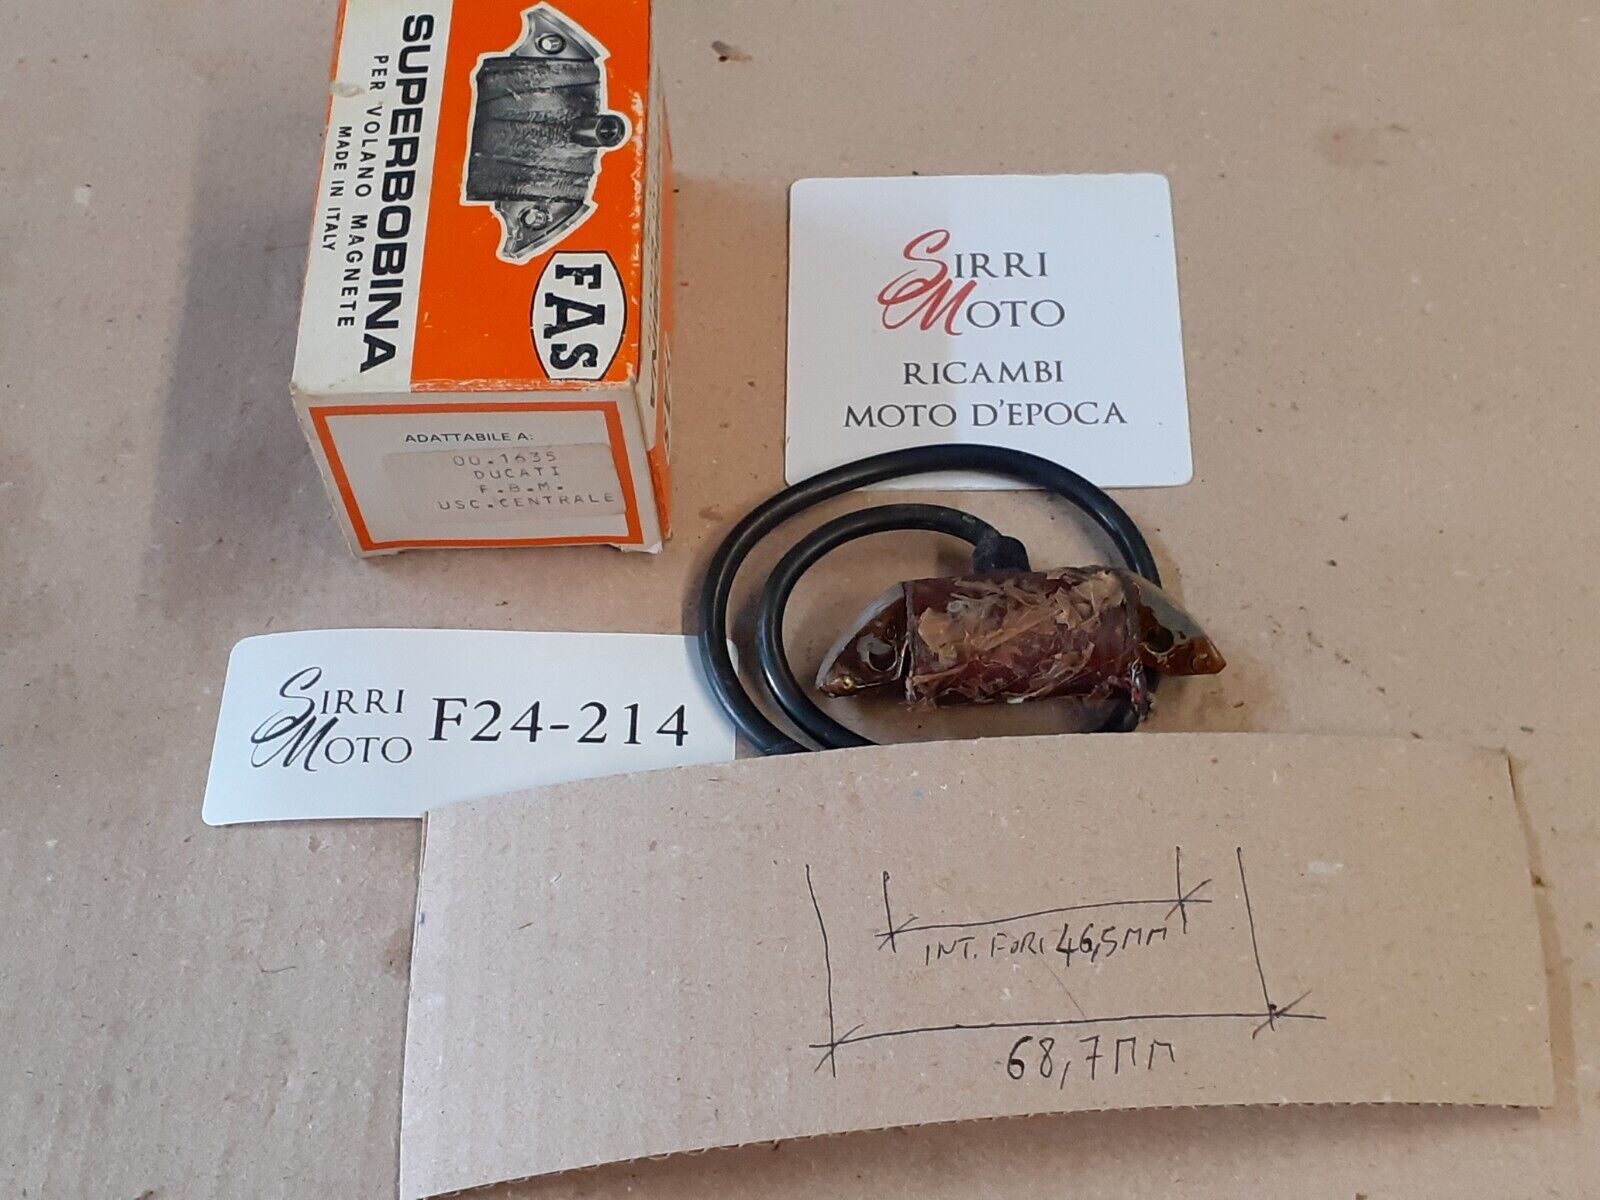 SUPERBOBINA
PER VOLANO MAGNETE
MADE IN ITALY
FAS
ADATTABILE A:
00.1635
DUCATI
F.B.M.
USC.CENTRALE
SIRRI
MOTO
RICAMBI
MOTO D'EPOCA
SIRRI
MOTO
F24-214
INT. FORI 46,5MM
68,7MM